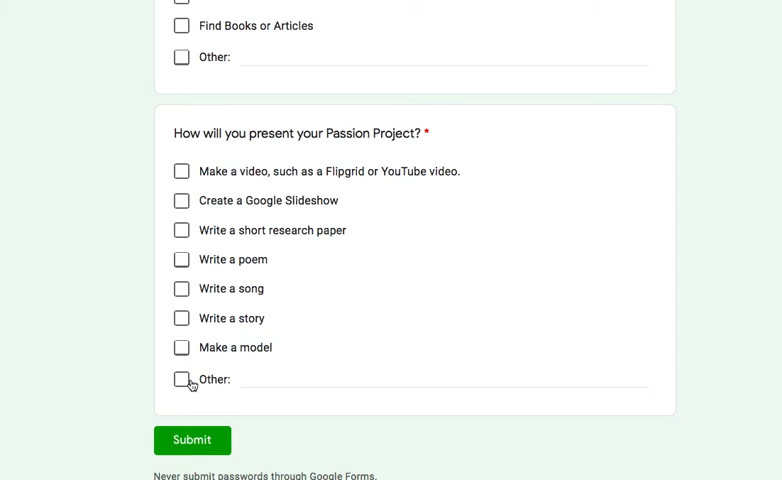 Find Books or Articles
Other:
How will you present your Passion Project? *
Make a video, such as a Flipgrid or YouTube video.
Create a Google Slideshow
Write a short research paper
Write a poem
Write a song
Write a story
Make a model
Other:
Submit
Never submit passwords through Google Forms.